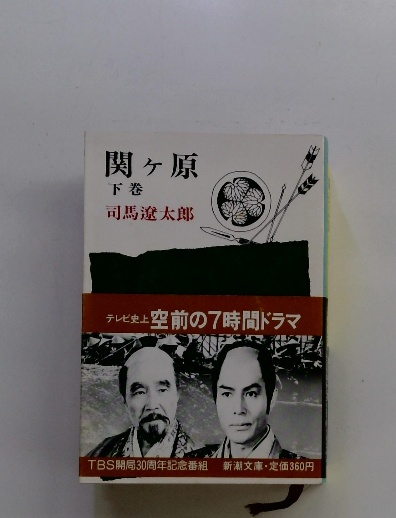 関ヶ原
下巻
司馬遼太郎
テレビ史上空前の7時間ドラマ
TBS開局30周年記念番組　新潮文庫・定価360円